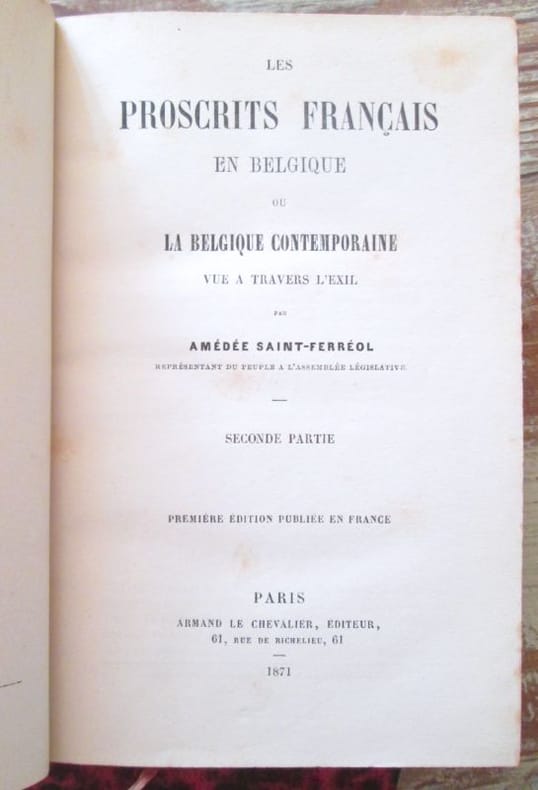 LES
PROSCRITS FRANÇAIS
EN BELGIQUE
OU
LA BELGIQUE CONTEMPORAINE
VUE A TRAVERS L'EXIL
PAR
AMÉDÉE SAINT-FERRÉOL
REPRÉSENTANT DU PEUPLE A L'ASSEMBLÉE LÉGISLATIVE
SECONDE PARTIE
PREMIÈRE ÉDITION PUBLIÉE EN FRANCE
PARIS
ARMAND LE CHEVALIER, ÉDITEUR,
61, RUE DE RICHELIEU, 61
1871